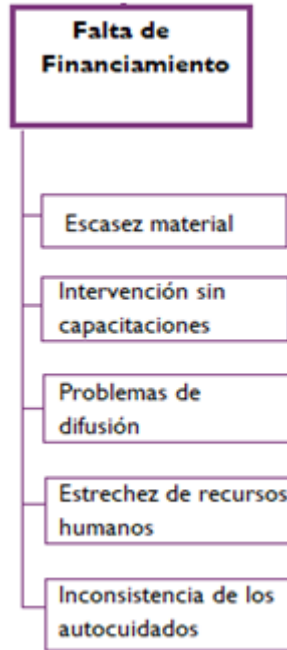 Falta de
Financiamiento
Escasez material
Intervención sin
capacitaciones
Problemas de
difusión
Estrechez de recursos
humanos
Inconsistencia de los
autocuidados